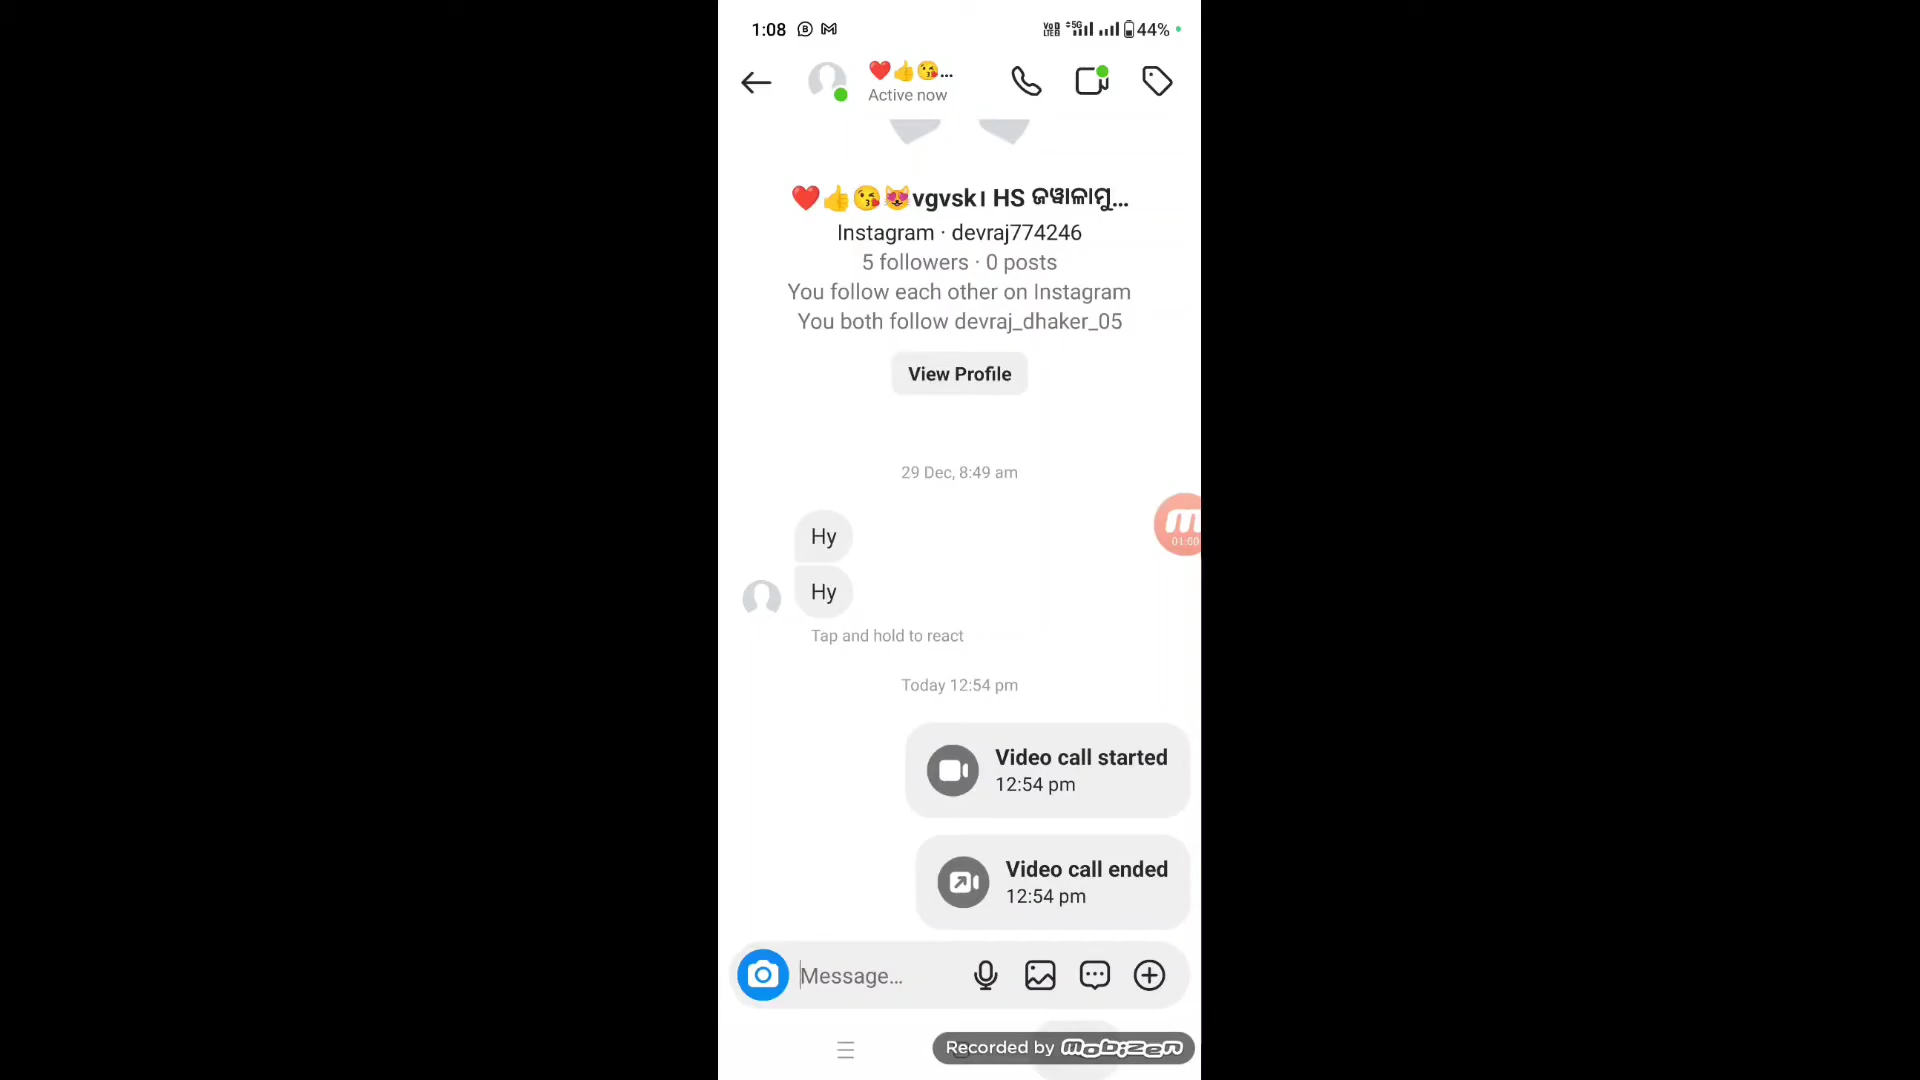 1:08 44%
❤️👍😘...
Active now
❤️👍😘😻vgvsk। HS ଜୱାଳାମୁ...
Instagram · devraj774246
5 followers · 0 posts
You follow each other on Instagram
You both follow devraj_dhaker_05
View Profile
29 Dec, 8:49 am
Hy
Hy
Tap and hold to react
Today 12:54 pm
Video call started
12:54 pm
Video call ended
12:54 pm
Message...
Recorded by mobizen